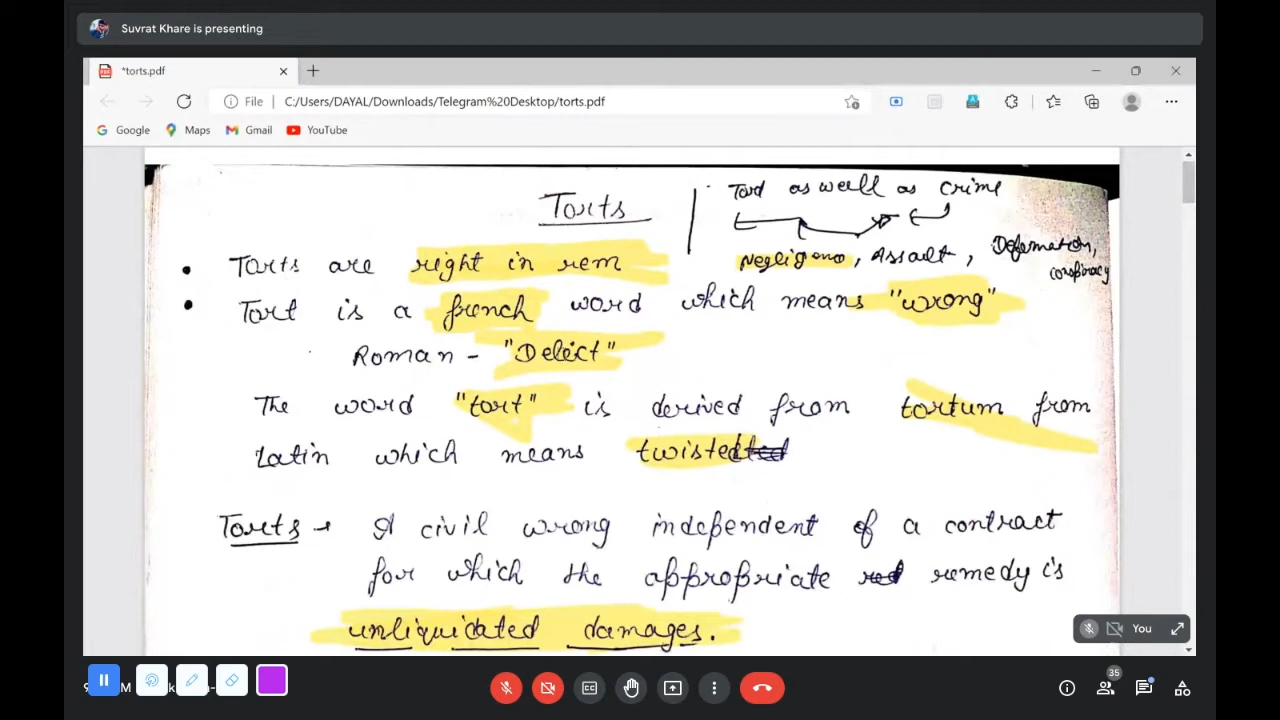 Suvrat Khare is presenting
*torts.pdf
File C:/Users/DAYAL/Downloads/Telegram%20Desktop/torts.pdf
Google Maps Gmail YouTube
Torts
Tort as well as crime
Negligence, Assault, Defamation,
conspiracy
• Torts are right in rem
• Tort is a french word which means "wrong"
Roman - "Delict"
The word "tort" is derived from tortum from
Latin which means twisted
Torts → A civil wrong independent of a contract
for which the appropriate remedy is
unliquidated damages.
You
35